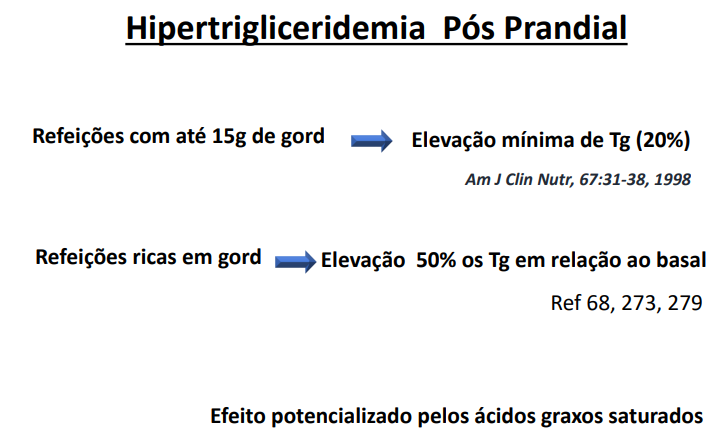 Hipertrigliceridemia Pós Prandial
Refeições com até 15g de gord
Elevação mínima de Tg (20%)
Am J Clin Nutr, 67:31-38, 1998
Refeições ricas em gord
Elevação 50% os Tg em relação ao basal
Ref 68, 273, 279
Efeito potencializado pelos ácidos graxos saturados